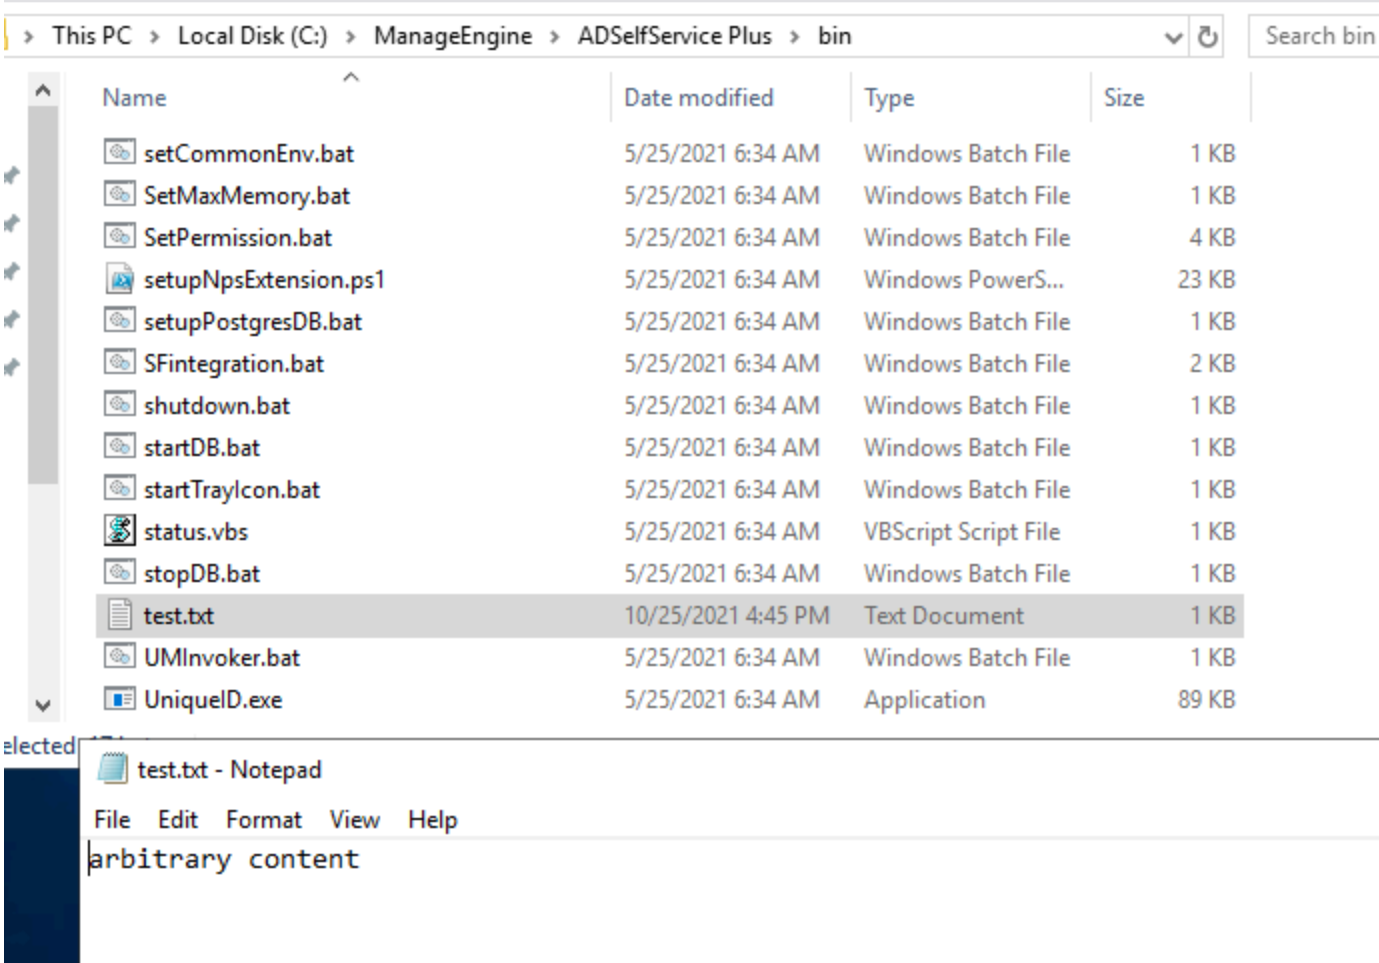 This PC > Local Disk (C:) > ManageEngine > ADSelfService Plus > bin Search bin
Name Date modified Type Size
setCommonEnv.bat 5/25/2021 6:34 AM Windows Batch File 1 KB
SetMaxMemory.bat 5/25/2021 6:34 AM Windows Batch File 1 KB
SetPermission.bat 5/25/2021 6:34 AM Windows Batch File 4 KB
setupNpsExtension.ps1 5/25/2021 6:34 AM Windows PowerS... 23 KB
setupPostgresDB.bat 5/25/2021 6:34 AM Windows Batch File 1 KB
SFintegration.bat 5/25/2021 6:34 AM Windows Batch File 2 KB
shutdown.bat 5/25/2021 6:34 AM Windows Batch File 1 KB
startDB.bat 5/25/2021 6:34 AM Windows Batch File 1 KB
startTrayIcon.bat 5/25/2021 6:34 AM Windows Batch File 1 KB
status.vbs 5/25/2021 6:34 AM VBScript Script File 1 KB
stopDB.bat 5/25/2021 6:34 AM Windows Batch File 1 KB
test.txt 10/25/2021 4:45 PM Text Document 1 KB
UMInvoker.bat 5/25/2021 6:34 AM Windows Batch File 1 KB
UniqueID.exe 5/25/2021 6:34 AM Application 89 KB
elected
test.txt - Notepad
File Edit Format View Help
arbitrary content